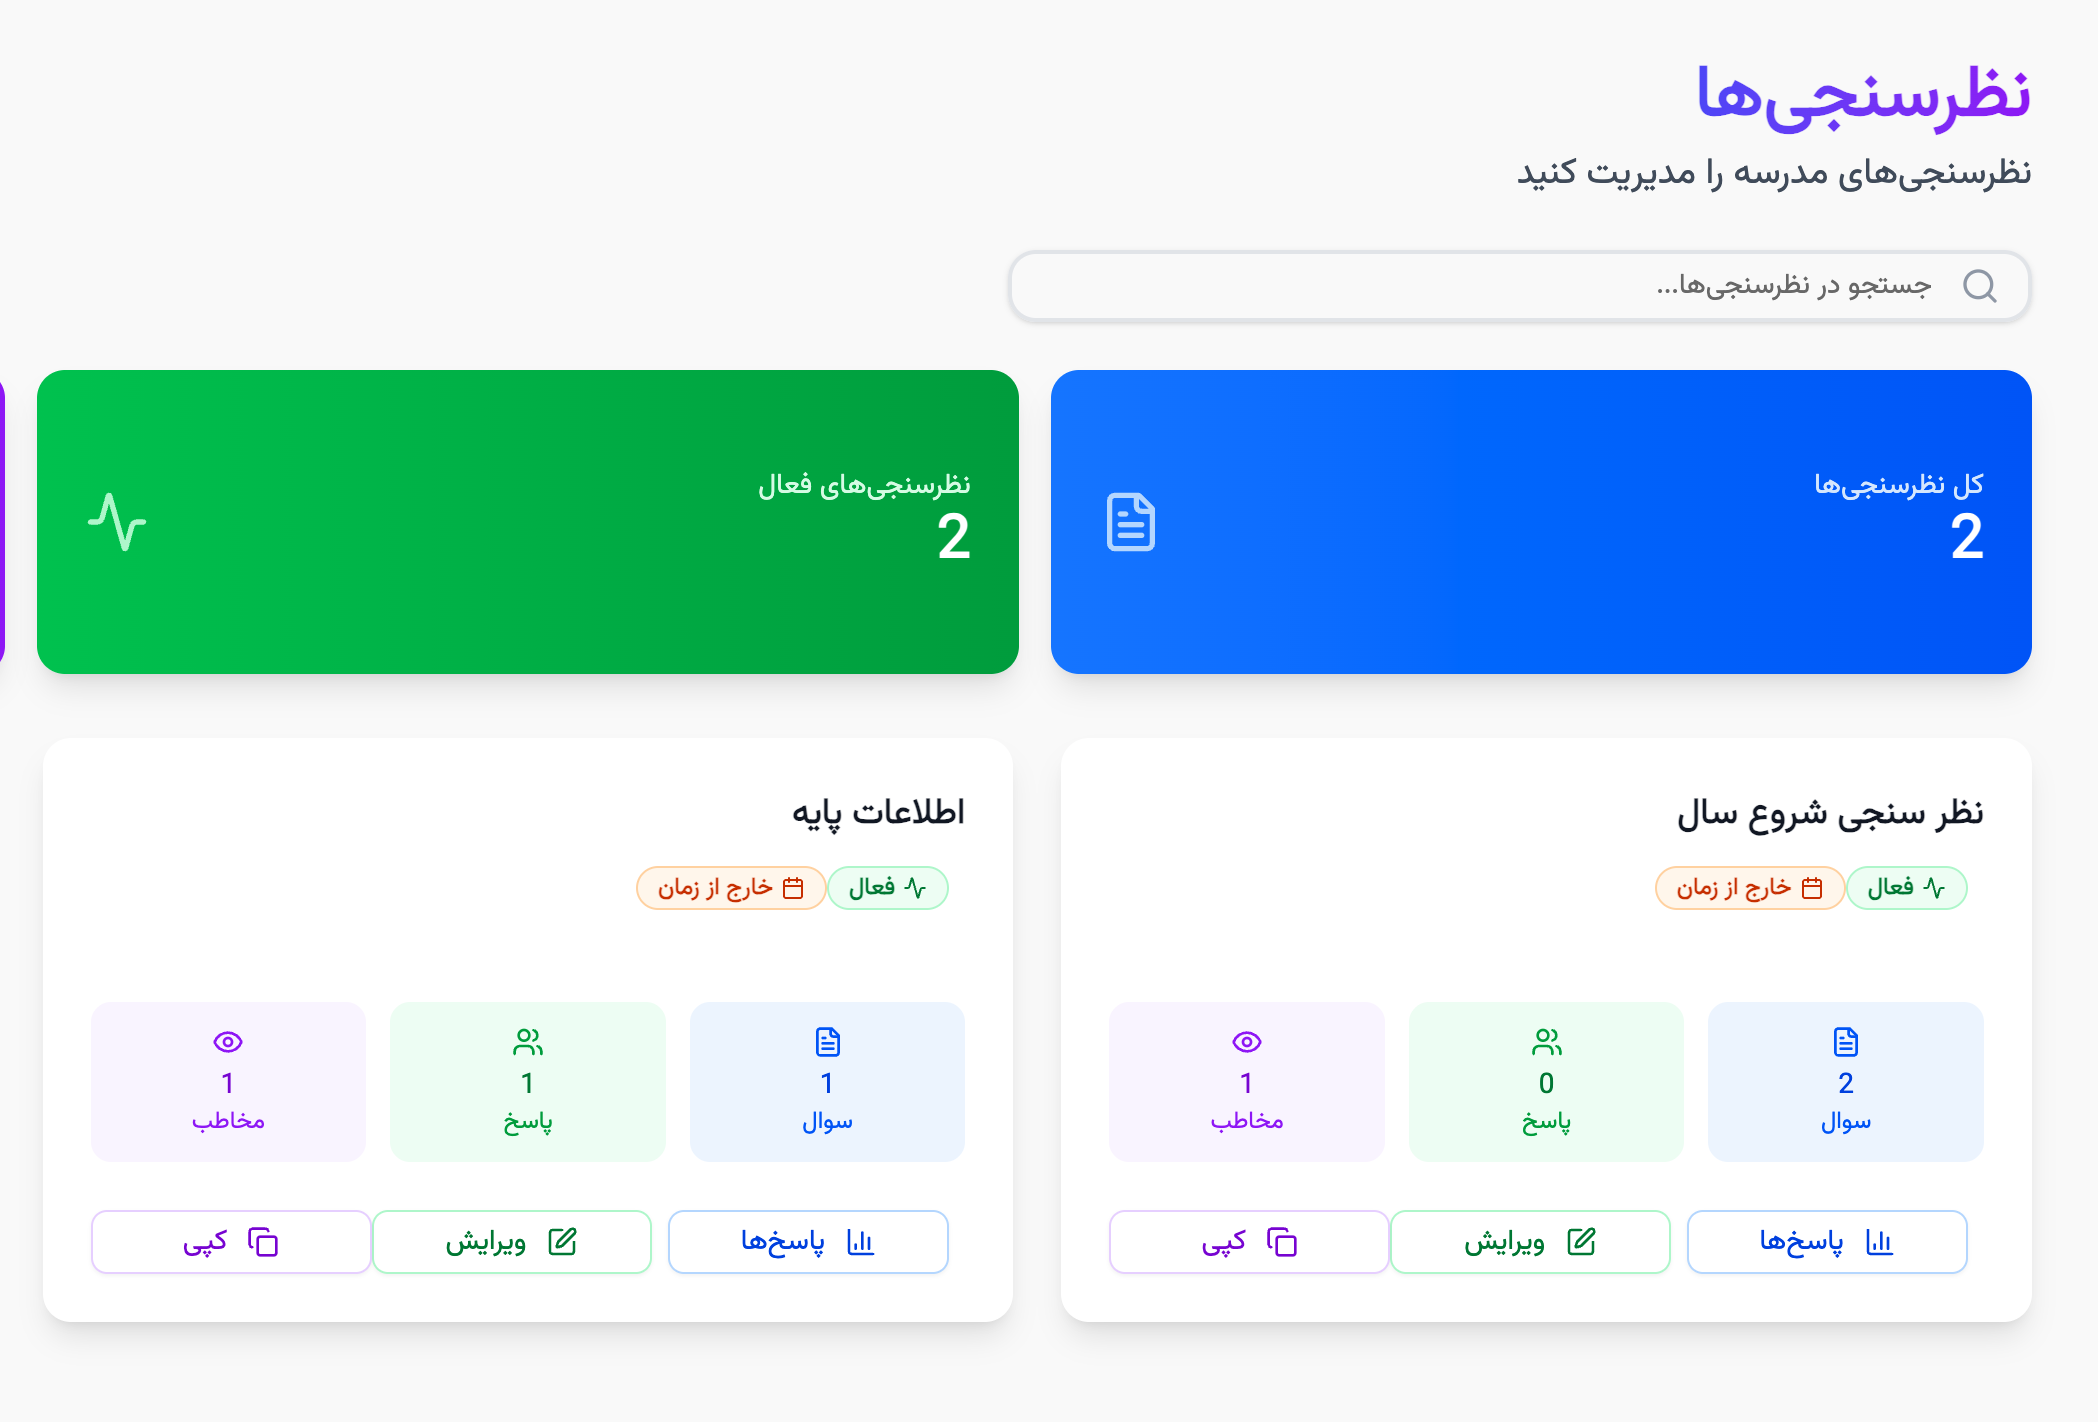 نظرسنجی‌ها
نظرسنجی‌های مدرسه را مدیریت کنید
جستجو در نظرسنجی‌ها...
کل نظرسنجی‌ها
2
نظرسنجی‌های فعال
2
نظر سنجی شروع سال
فعال
خارج از زمان
2
سوال
0
پاسخ
1
مخاطب
پاسخ‌ها
ویرایش
کپی
اطلاعات پایه
فعال
خارج از زمان
1
سوال
1
پاسخ
1
مخاطب
پاسخ‌ها
ویرایش
کپی